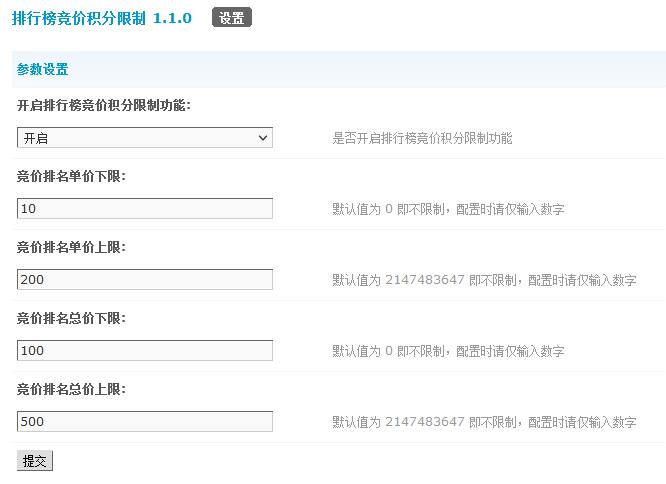 排行榜竞价积分限制 1.1.0 设置
参数设置
开启排行榜竞价积分限制功能:
开启 是否开启排行榜竞价积分限制功能
竞价排名单价下限:
10 默认值为 0 即不限制，配置时请仅输入数字
竞价排名单价上限:
200 默认值为 2147483647 即不限制，配置时请仅输入数字
竞价排名总价下限:
100 默认值为 0 即不限制，配置时请仅输入数字
竞价排名总价上限:
500 默认值为 2147483647 即不限制，配置时请仅输入数字
提交